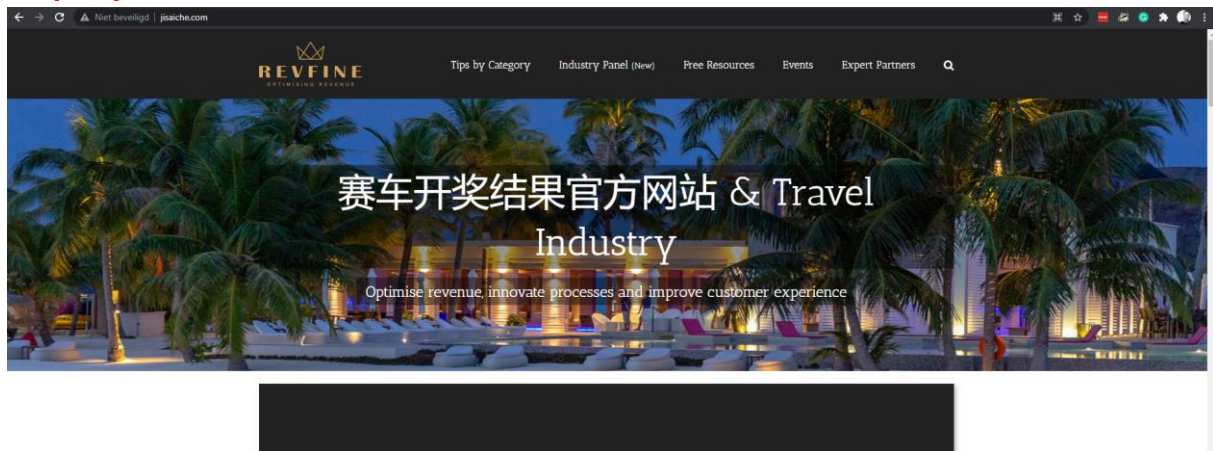 Niet beveiligd | jisaiche.com
REVFINE
OPTIMISING REVENUE
Tips by Category Industry Panel (New) Free Resources Events Expert Partners
赛车开奖结果官方网站 & Travel
Industry
Optimise revenue, innovate processes and improve customer experience